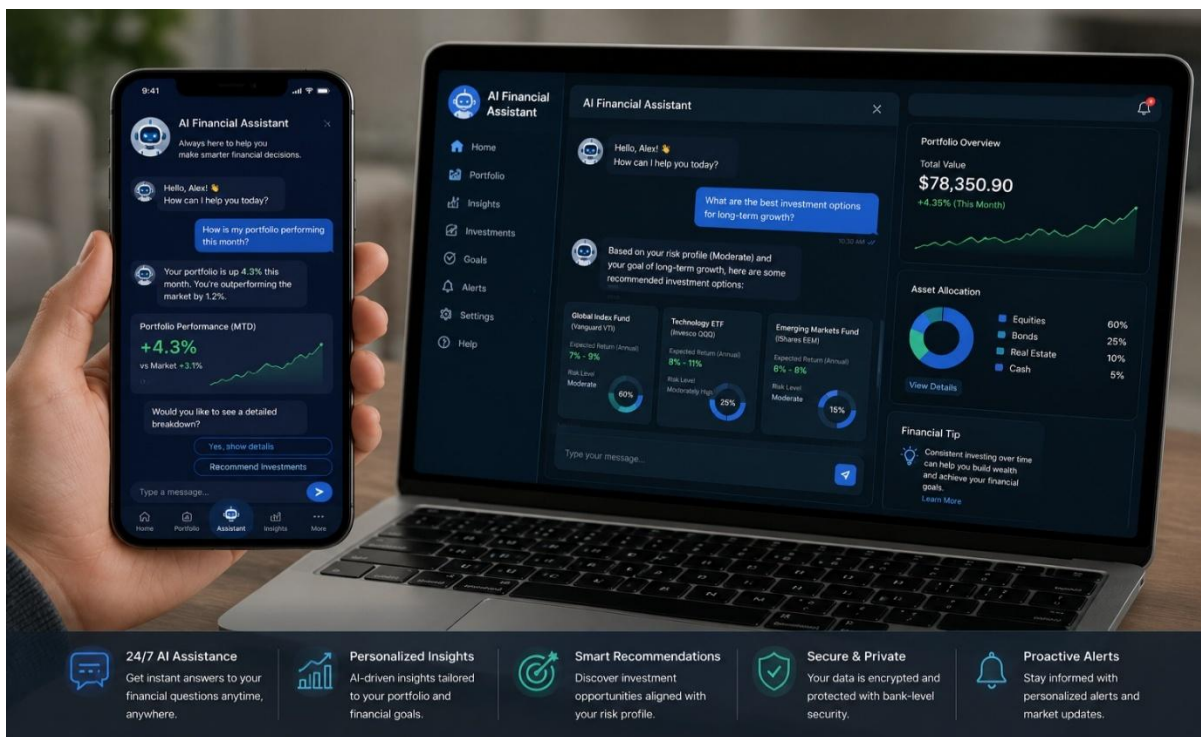 9:41
AI Financial Assistant
Always here to help you
make smarter financial decisions.
Hello, Alex! 👋
How can I help you today?
How is my portfolio performing
this month?
Your portfolio is up 4.3% this
month. You're outperforming the
market by 1.2%.
Portfolio Performance (MTD)
+4.3%
vs Market +3.1%
Would you like to see a detailed
breakdown?
Yes, show details
Recommend Investments
Type a message...
Home
Portfolio
Assistant
Insights
More
AI Financial
Assistant
Home
Portfolio
Insights
Investments
Goals
Alerts
Settings
Help
AI Financial Assistant
Hello, Alex! 👋
How can I help you today?
What are the best investment options
for long-term growth?
10:32 AM
Based on your risk profile (Moderate) and
your goal of long-term growth, here are some
recommended investment options:
Global Index Fund
(Vanguard VTI)
Expected Return (Annual)
7% - 9%
Risk Level
Moderate
60%
Technology ETF
(Invesco QQQ)
Expected Return (Annual)
8% - 11%
Risk Level
Moderately High
25%
Emerging Markets Fund
(iShares EEM)
Expected Return (Annual)
6% - 8%
Risk Level
Moderate
15%
Type your message...
Portfolio Overview
Total Value
$78,350.90
+4.35% (This Month)
Asset Allocation
Equities 60%
Bonds 25%
Real Estate 10%
Cash 5%
View Details
Financial Tip
Consistent investing over time
can help you build wealth
and achieve your financial
goals.
Learn More
24/7 AI Assistance
Get instant answers to your
financial questions anytime,
anywhere.
Personalized Insights
AI-driven insights tailored
to your portfolio and
financial goals.
Smart Recommendations
Discover investment
opportunities aligned with
your risk profile.
Secure & Private
Your data is encrypted and
protected with bank-level
security.
Proactive Alerts
Stay informed with
personalized alerts and
market updates.